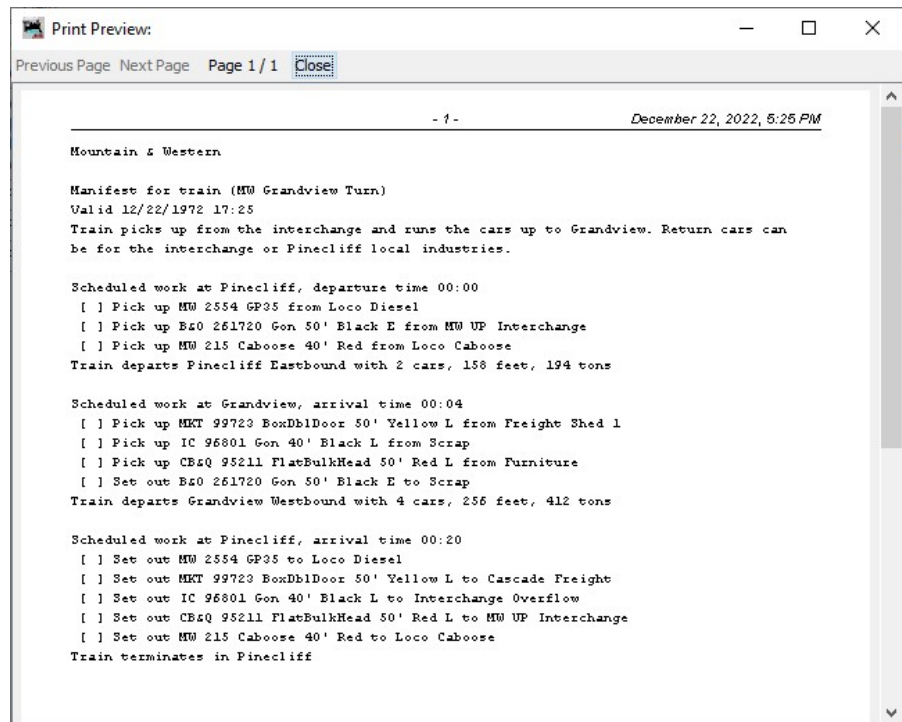 Print Preview:
Previous Page Next Page Page 1 / 1 Close
- 1 - December 22, 2022, 5:25 PM
Mountain & Western
Manifest for train (MW Grandview Turn)
Valid 12/22/1972 17:25
Train picks up from the interchange and runs the cars up to Grandview. Return cars can
be for the interchange or Pinecliff local industries.
Scheduled work at Pinecliff, departure time 00:00
[ ] Pick up MW 2554 GP35 from Loco Diesel
[ ] Pick up B&O 261720 Gon 50' Black E from MW UP Interchange
[ ] Pick up MW 215 Caboose 40' Red from Loco Caboose
Train departs Pinecliff Eastbound with 2 cars, 158 feet, 194 tons
Scheduled work at Grandview, arrival time 00:04
[ ] Pick up MKT 99723 BoxDblDoor 50' Yellow L from Freight Shed 1
[ ] Pick up IC 96801 Gon 40' Black L from Scrap
[ ] Pick up CB&Q 95211 FlatBulkHead 50' Red L from Furniture
[ ] Set out B&O 261720 Gon 50' Black E to Scrap
Train departs Grandview Westbound with 4 cars, 256 feet, 412 tons
Scheduled work at Pinecliff, arrival time 00:20
[ ] Set out MW 2554 GP35 to Loco Diesel
[ ] Set out MKT 99723 BoxDblDoor 50' Yellow L to Cascade Freight
[ ] Set out IC 96801 Gon 40' Black L to Interchange Overflow
[ ] Set out CB&Q 95211 FlatBulkHead 50' Red L to MW UP Interchange
[ ] Set out MW 215 Caboose 40' Red to Loco Caboose
Train terminates in Pinecliff